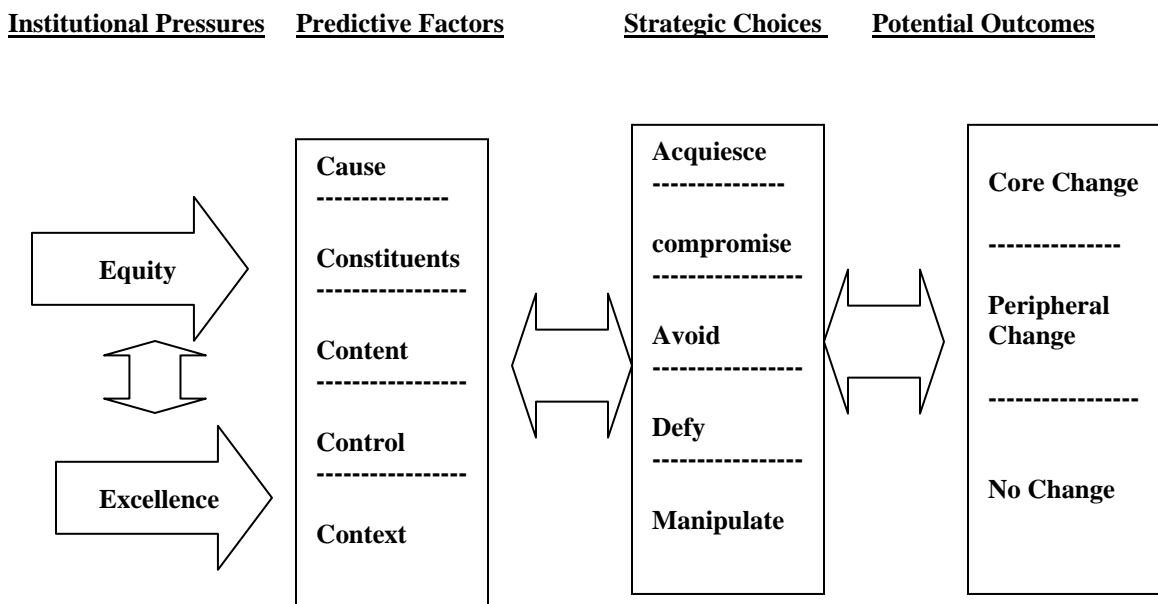 Institutional Pressures Predictive Factors Strategic Choices Potential Outcomes
Equity
Excellence
Cause
---------------
Constituents
-----------------
Content
-----------------
Control
-----------------
Context
Acquiesce
---------------
compromise
-----------------
Avoid
-----------------
Defy
-----------------
Manipulate
Core Change
---------------
Peripheral
Change
-----------------
No Change